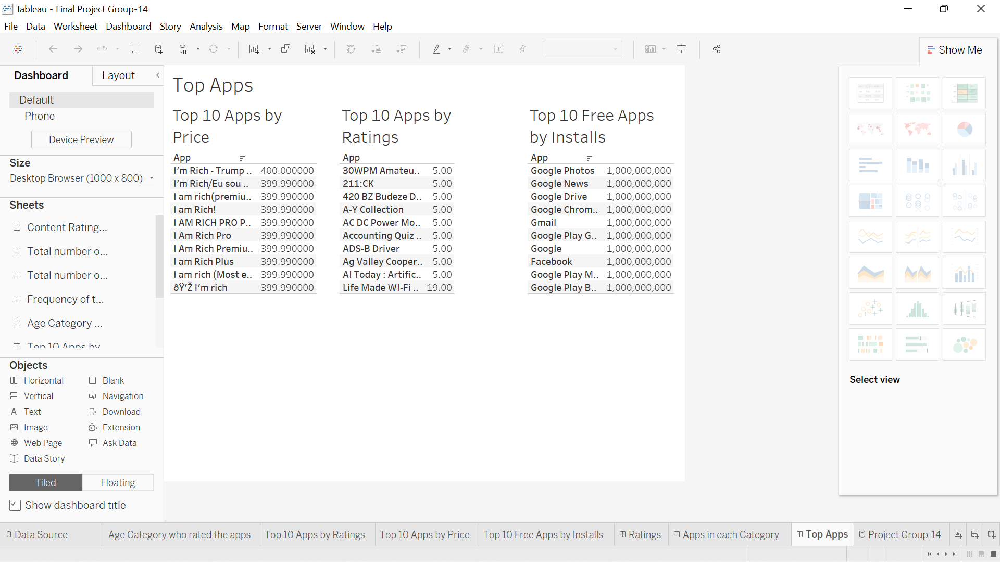 Tableau - Final Project Group-14
File Data Worksheet Dashboard Story Analysis Map Format Server Window Help
Show Me
Dashboard Layout
Default
Phone
Device Preview
Size
Desktop Browser (1000 x 800)
Sheets
Content Rating...
Total number o...
Total number o...
Frequency of t...
Age Category ...
Top 10 Apps by
Objects
Horizontal Blank
Vertical Navigation
Text Download
Image Extension
Web Page Ask Data
Data Story
Tiled Floating
Show dashboard title
Top Apps
Top 10 Apps by
Price
App
I'm Rich - Trump .. 400.000000
I'm Rich/Eu sou .. 399.990000
I am rich(premiu.. 399.990000
I am Rich! 399.990000
I AM RICH PRO P.. 399.990000
I Am Rich Pro 399.990000
I Am Rich Premiu.. 399.990000
I am Rich Plus 399.990000
I am rich (Most e.. 399.990000
ðŸ’Ž I'm rich 399.990000
Top 10 Apps by
Ratings
App
30WPM Amateu.. 5.00
211:CK 5.00
420 BZ Budeze D.. 5.00
A-Y Collection 5.00
AC DC Power Mo.. 5.00
Accounting Quiz .. 5.00
ADS-B Driver 5.00
Ag Valley Cooper.. 5.00
AI Today : Artific.. 5.00
Life Made WI-Fi .. 19.00
Top 10 Free Apps
by Installs
App
Google Photos 1,000,000,000
Google News 1,000,000,000
Google Drive 1,000,000,000
Google Chrom.. 1,000,000,000
Gmail 1,000,000,000
Google Play G.. 1,000,000,000
Google 1,000,000,000
Facebook 1,000,000,000
Google Play M.. 1,000,000,000
Google Play B.. 1,000,000,000
Select view
Data Source Age Category who rated the apps Top 10 Apps by Ratings Top 10 Apps by Price Top 10 Free Apps by Installs Ratings Apps in each Category Top Apps Project Group-14